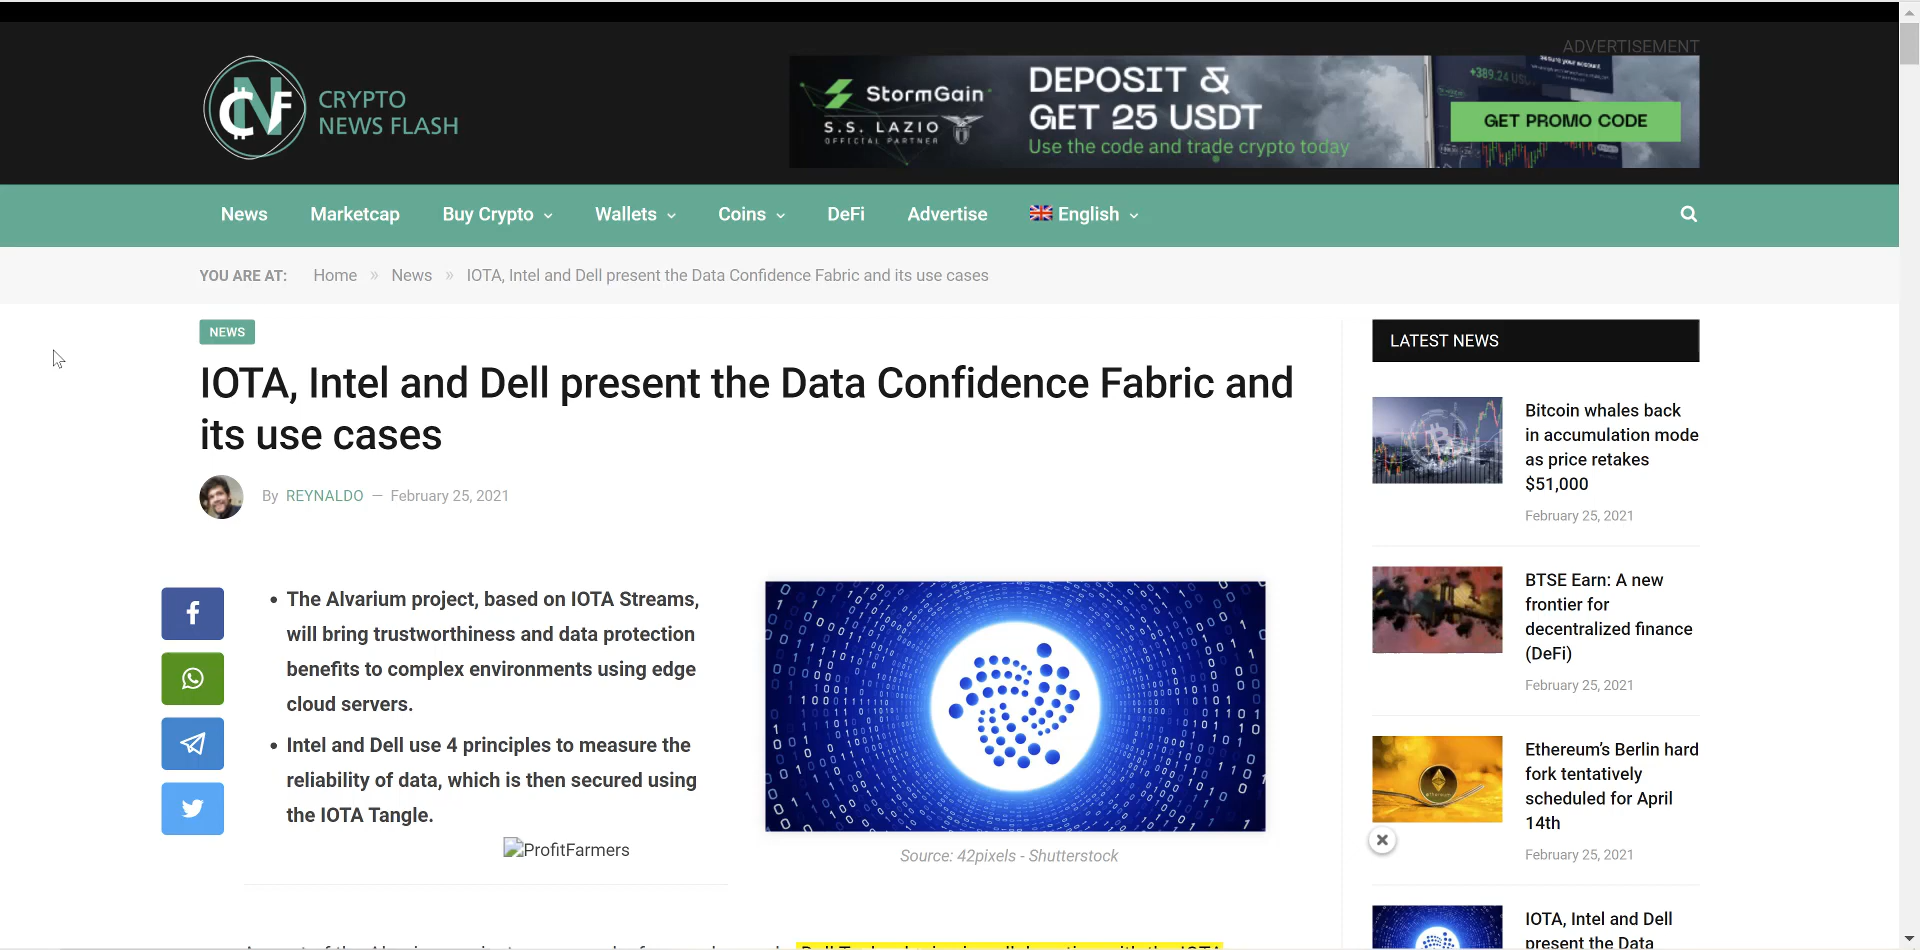 ADVERTISEMENT
CNF
CRYPTO
NEWS FLASH
StormGain
S.S. LAZIO
OFFICIAL PARTNER
DEPOSIT &
GET 25 USDT
Use the code and trade crypto today
+389.24 USD
GET PROMO CODE
News
Marketcap
Buy Crypto
Wallets
Coins
DeFi
Advertise
English
YOU ARE AT: Home » News » IOTA, Intel and Dell present the Data Confidence Fabric and its use cases
NEWS
IOTA, Intel and Dell present the Data Confidence Fabric and
its use cases
By REYNALDO — February 25, 2021
• The Alvarium project, based on IOTA Streams,
will bring trustworthiness and data protection
benefits to complex environments using edge
cloud servers.
• Intel and Dell use 4 principles to measure the
reliability of data, which is then secured using
the IOTA Tangle.
ProfitFarmers
Source: 42pixels - Shutterstock
LATEST NEWS
Bitcoin whales back
in accumulation mode
as price retakes
$51,000
February 25, 2021
BTSE Earn: A new
frontier for
decentralized finance
(DeFi)
February 25, 2021
Ethereum's Berlin hard
fork tentatively
scheduled for April
14th
February 25, 2021
IOTA, Intel and Dell
present the Data